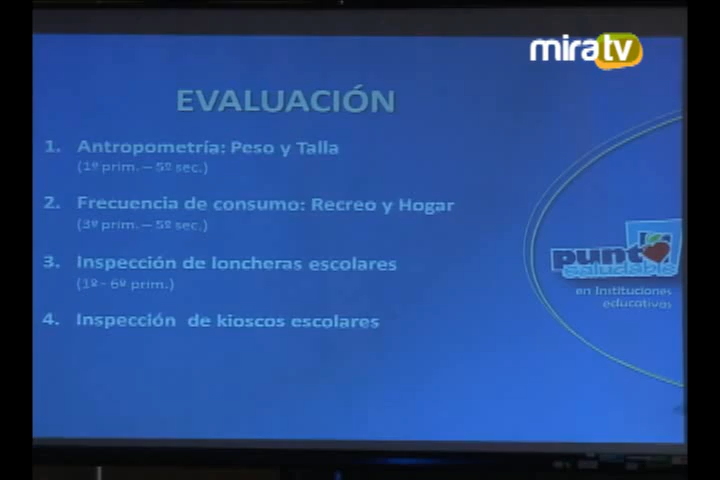 miratv
EVALUACIÓN
1. Antropometría: Peso y Talla
(1º prim. – 5º sec.)
2. Frecuencia de consumo: Recreo y Hogar
(3º prim. – 5º sec.)
3. Inspección de loncheras escolares
(1º - 6º prim.)
4. Inspección de kioscos escolares
punto
saludable
en Instituciones
educativas